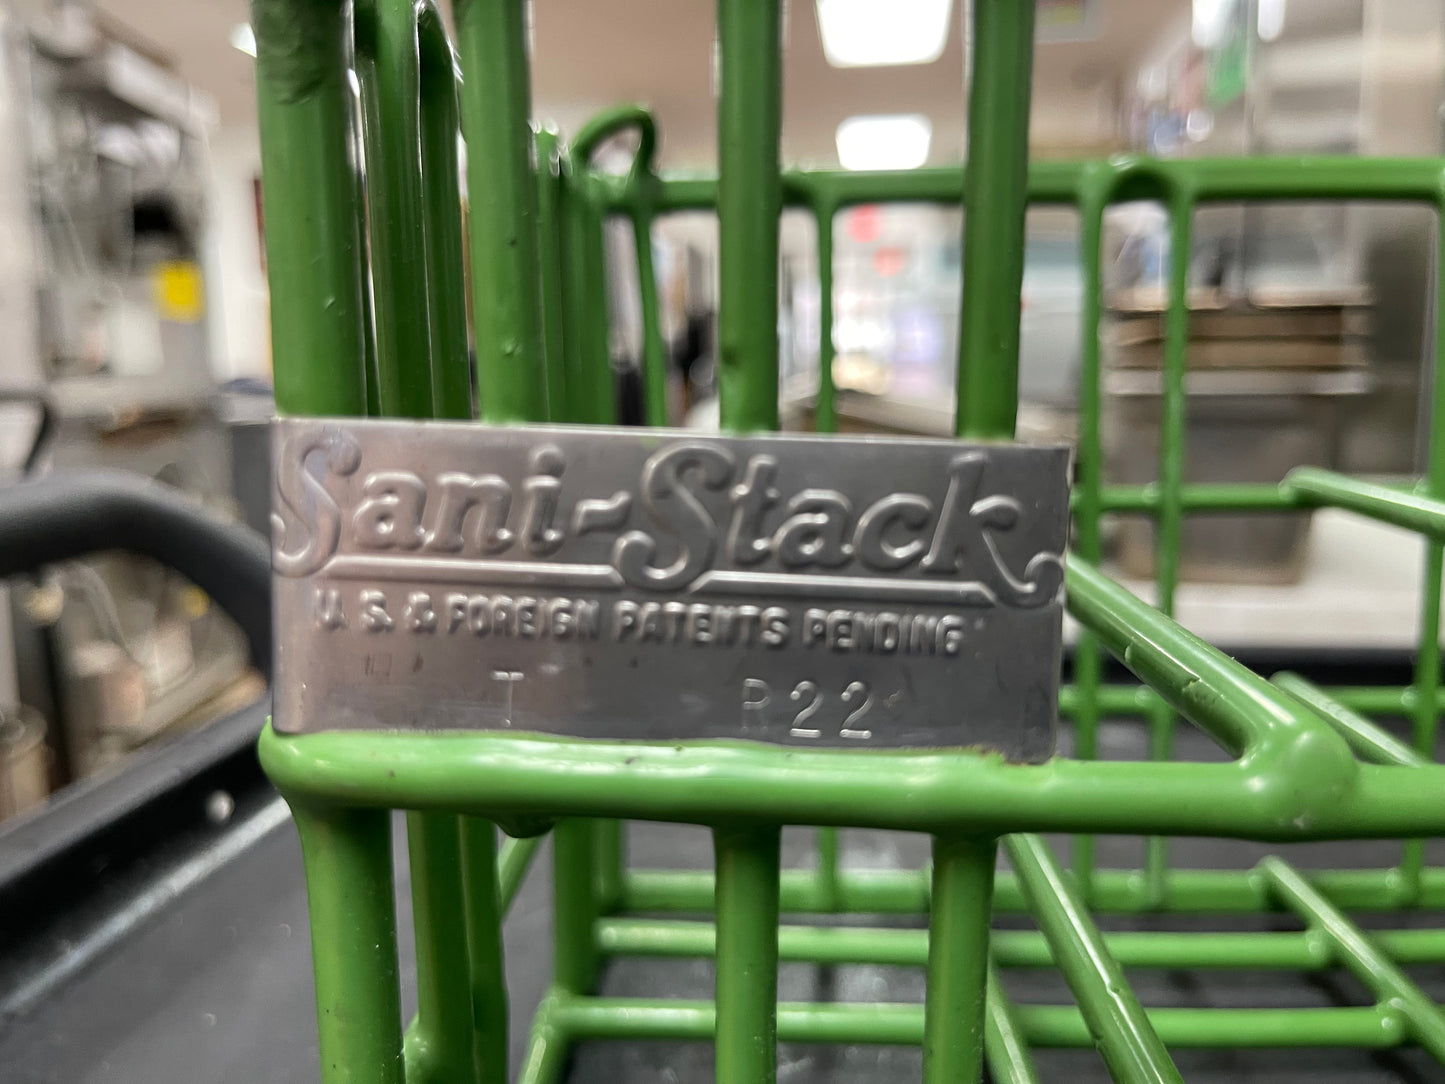 Sani-Stack
U. S. & FOREIGN PATENTS PENDING
T R22